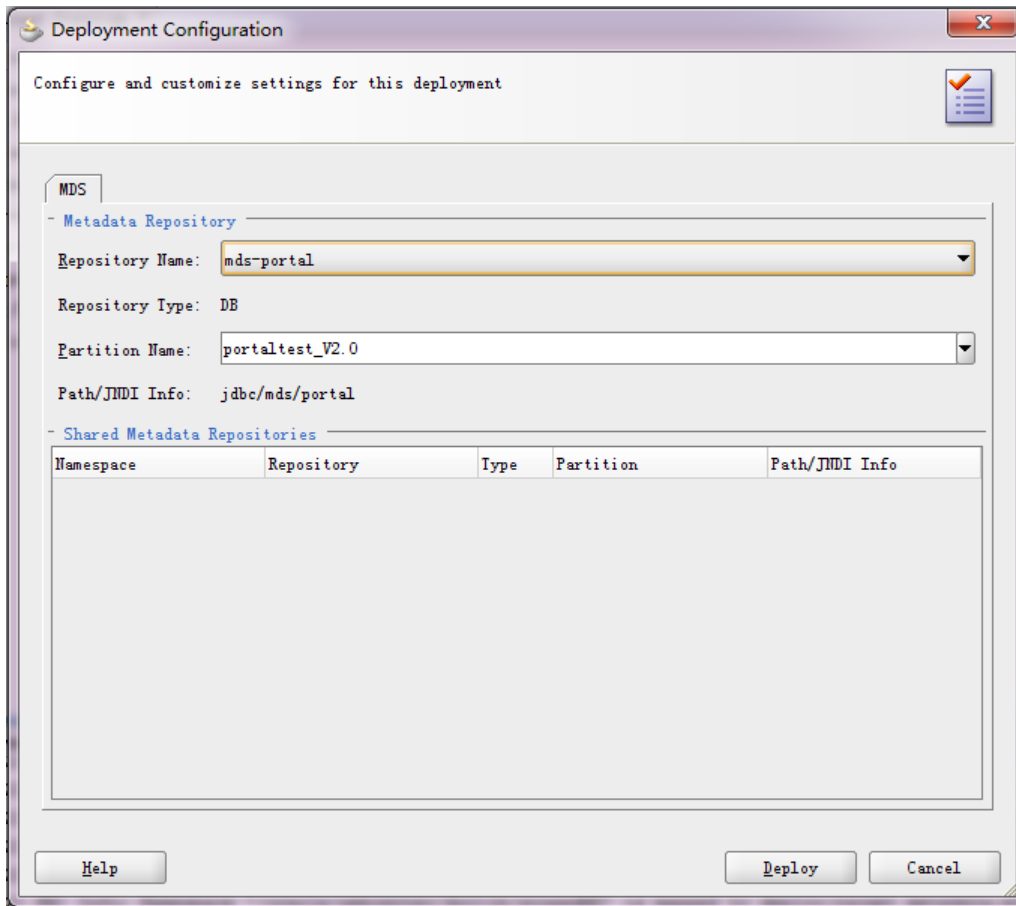 Deployment Configuration
Configure and customize settings for this deployment
MDS
Metadata Repository
Repository Name: mds-portal
Repository Type: DB
Partition Name: portaltest_V2.0
Path/JNDI Info: jdbc/mds/portal
Shared Metadata Repositories
Namespace Repository Type Partition Path/JNDI Info
Help Deploy Cancel